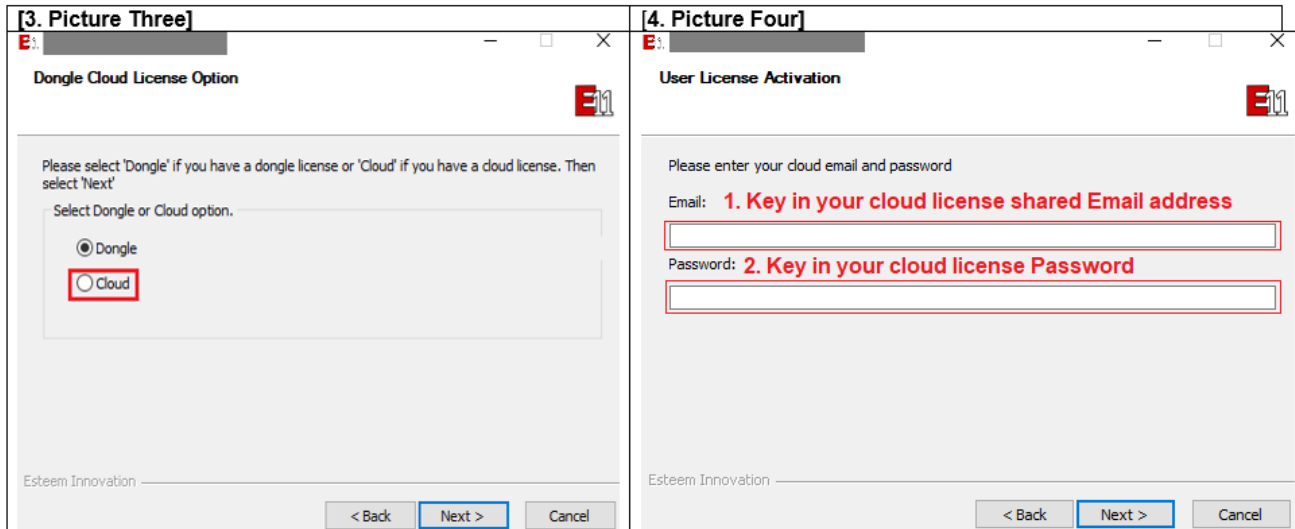 [3. Picture Three]
Dongle Cloud License Option
E11
Please select 'Dongle' if you have a dongle license or 'Cloud' if you have a cloud license. Then
select 'Next'
Select Dongle or Cloud option.
Dongle
Cloud
Esteem Innovation
< Back
Next >
Cancel
[4. Picture Four]
User License Activation
E11
Please enter your cloud email and password
Email: 1. Key in your cloud license shared Email address
Password: 2. Key in your cloud license Password
Esteem Innovation
< Back
Next >
Cancel